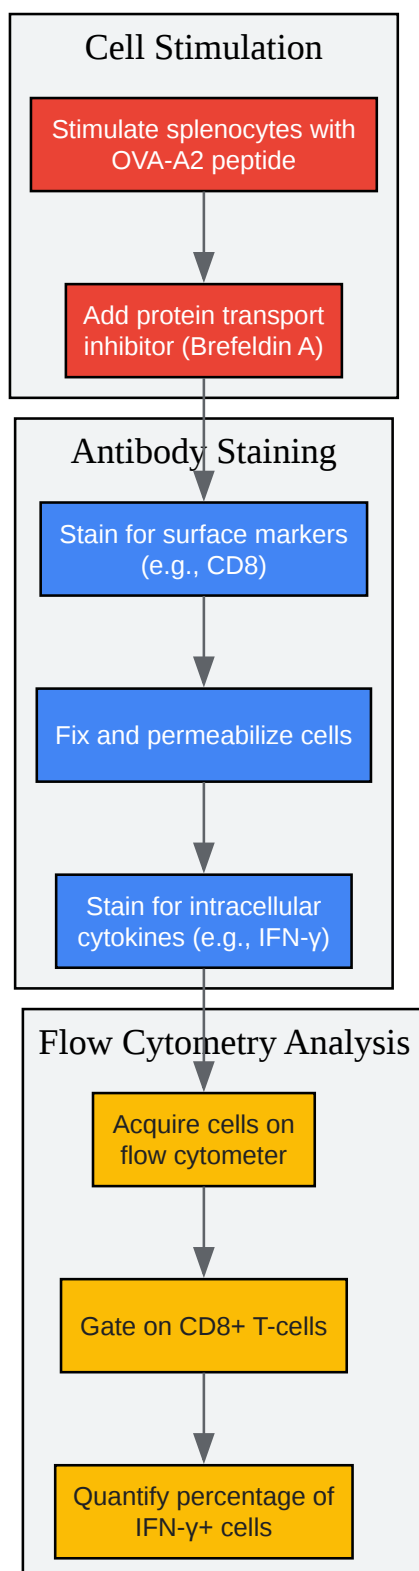 Cell Stimulation
Stimulate splenocytes with
OVA-A2 peptide
Add protein transport
inhibitor (Brefeldin A)
Antibody Staining
Stain for surface markers
(e.g., CD8)
Fix and permeabilize cells
Stain for intracellular
cytokines (e.g., IFN-γ)
Flow Cytometry Analysis
Acquire cells on
flow cytometer
Gate on CD8+ T-cells
Quantify percentage of
IFN-γ+ cells